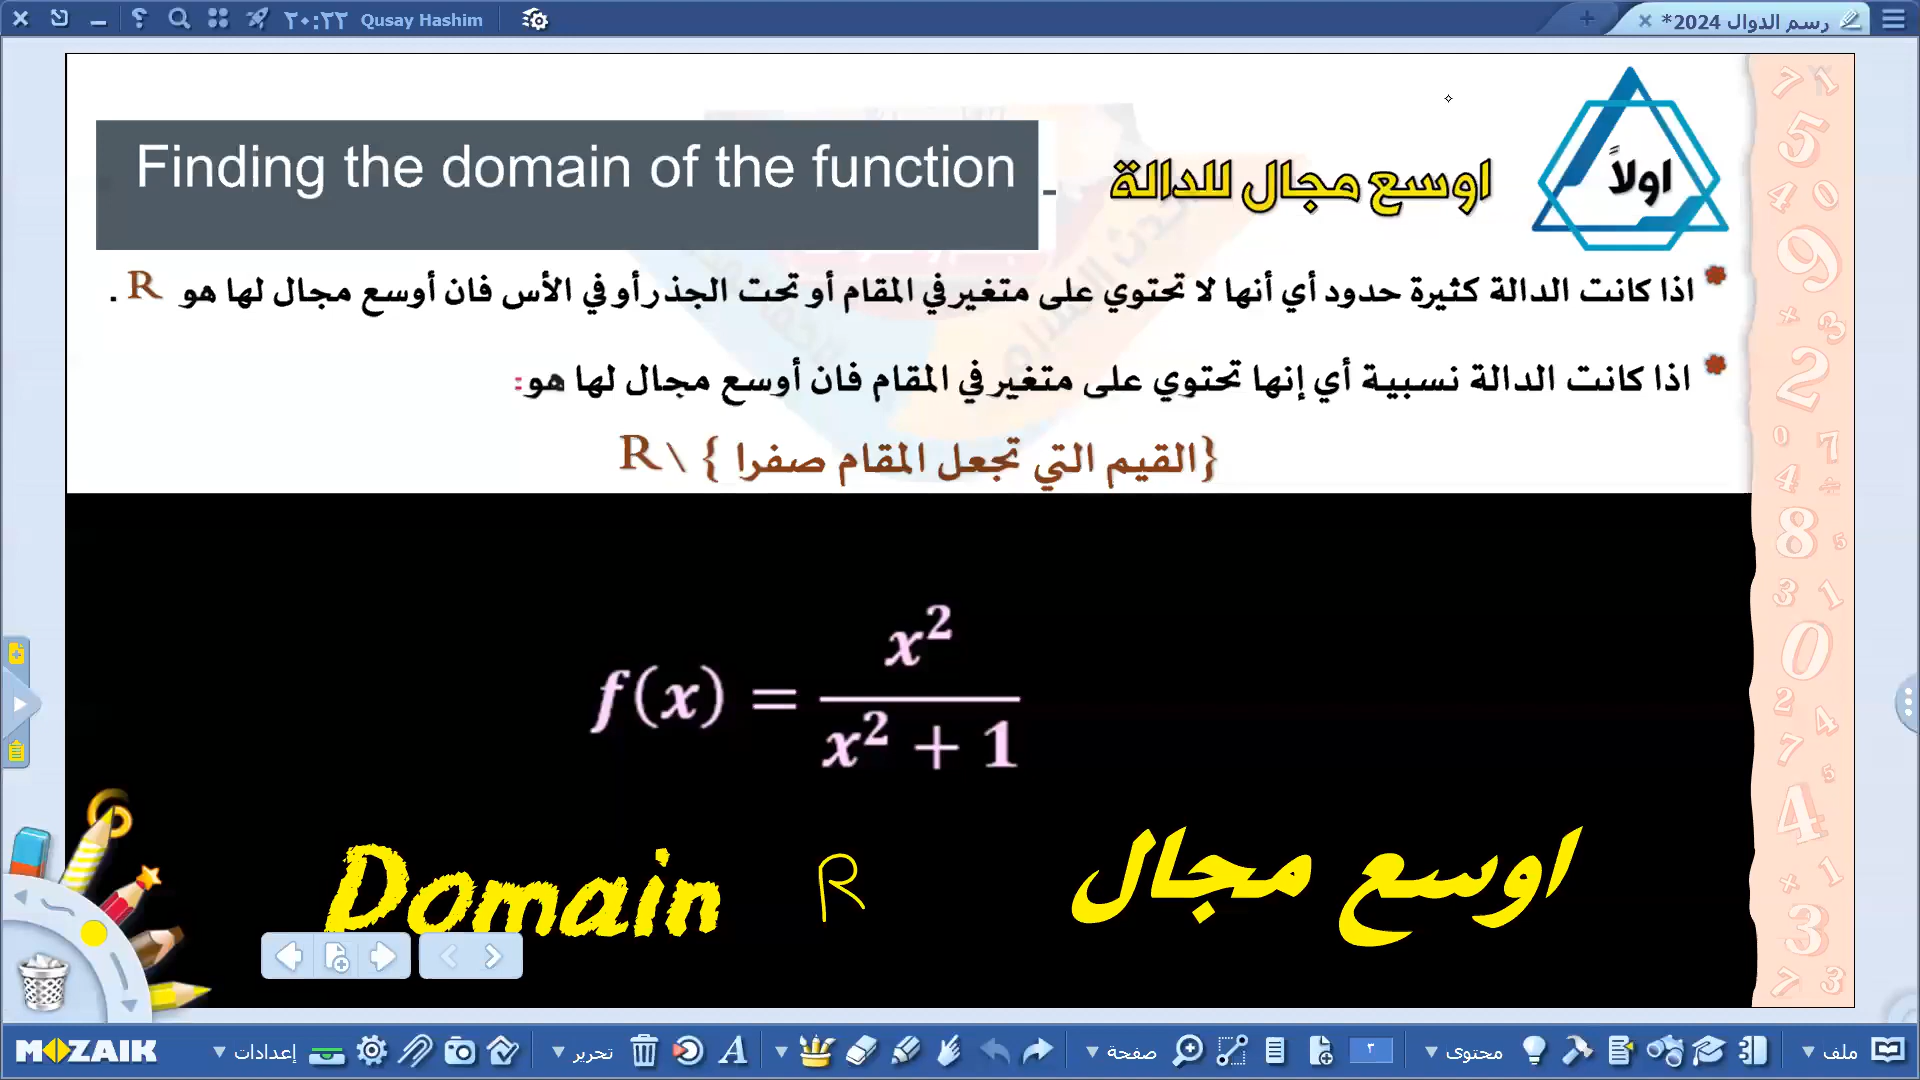 ٢٠:٢٢ Qusay Hashim
رسم الدوال 2024*
اولاً
اوسع مجال للدالة -
Finding the domain of the function
اذا كانت الدالة كثيرة حدود أي أنها لا تحتوي على متغير في المقام أو تحت الجذر أو في الأس فان أوسع مجال لها هو R .
اذا كانت الدالة نسبية أي إنها تحتوي على متغير في المقام فان أوسع مجال لها هو:
R \ { القيم التي تجعل المقام صفرا}
f(x) = x² / (x² + 1)
Domain R اوسع مجال
MOZAIK
إعدادات
تحرير
صفحة
٣
محتوى
ملف